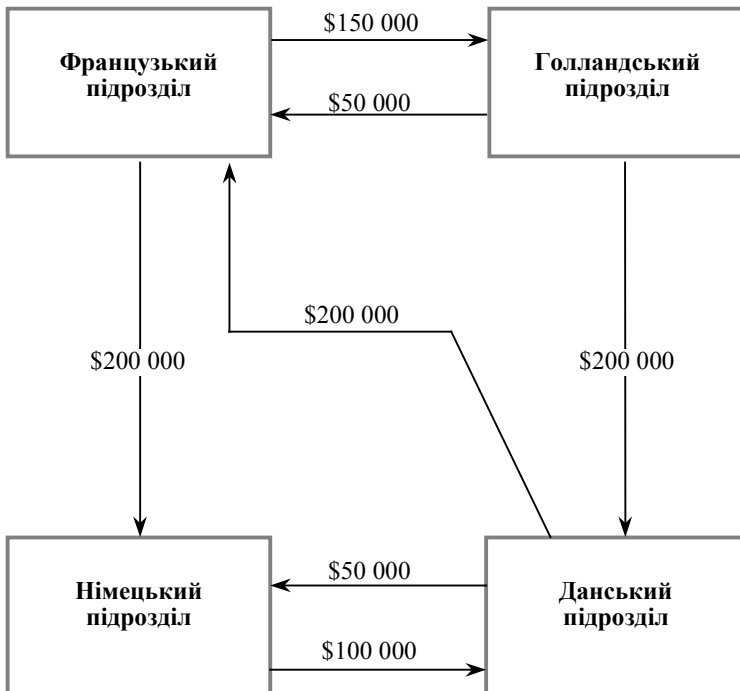 $150 000
Французький
підрозділ
Голландський
підрозділ
$50 000
$200 000
$200 000
$200 000
Німецький
підрозділ
$50 000
Данський
підрозділ
$100 000